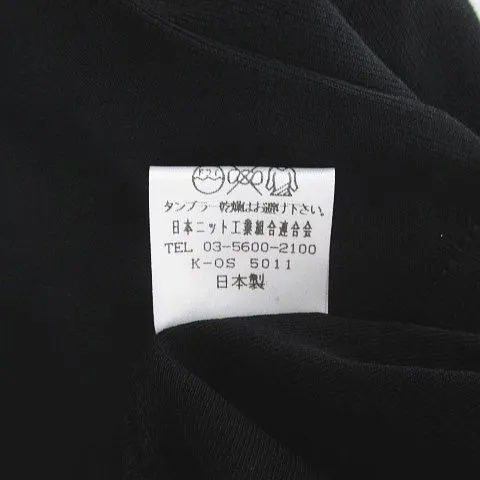 タンブラー乾燥はお避け下さい。
日本ニット工業組合連合会
TEL 03-5600-2100
K-OS 5011
日本製